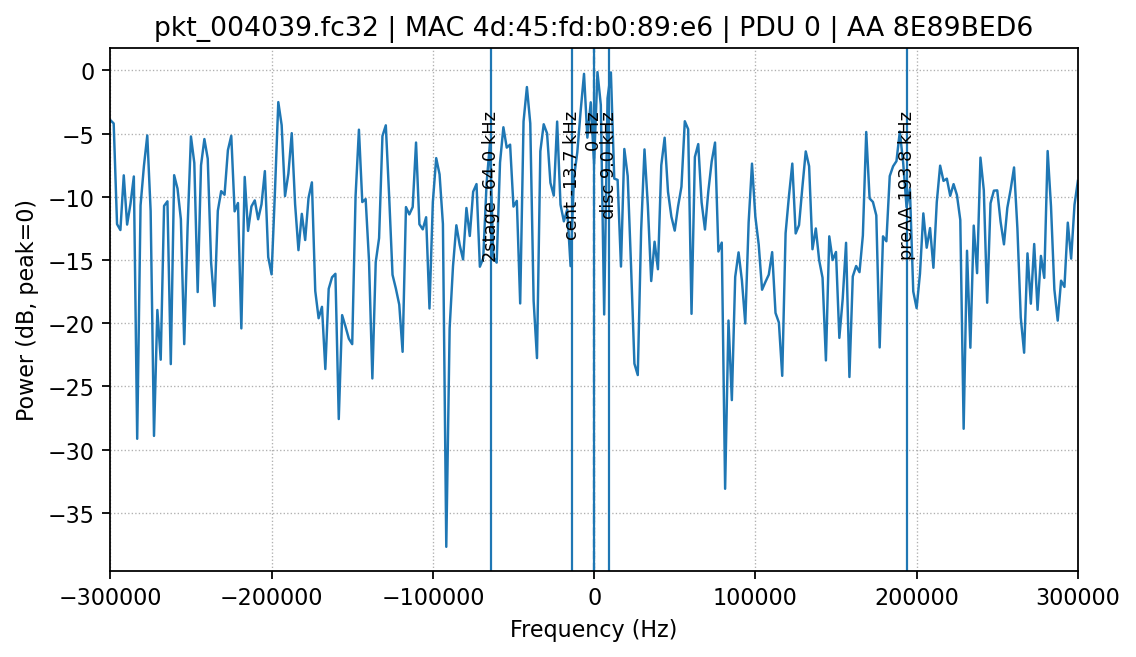 pkt_004039.fc32 | MAC 4d:45:fd:b0:89:e6 | PDU 0 | AA 8E89BED6
Power (dB, peak=0)
0
−5
−10
−15
−20
−25
−30
−35
2stage -64.0 kHz
cent -13.7 kHz
0 Hz
disc 9.0 kHz
preAA 193.8 kHz
−300000
−200000
−100000
0
100000
200000
300000
Frequency (Hz)